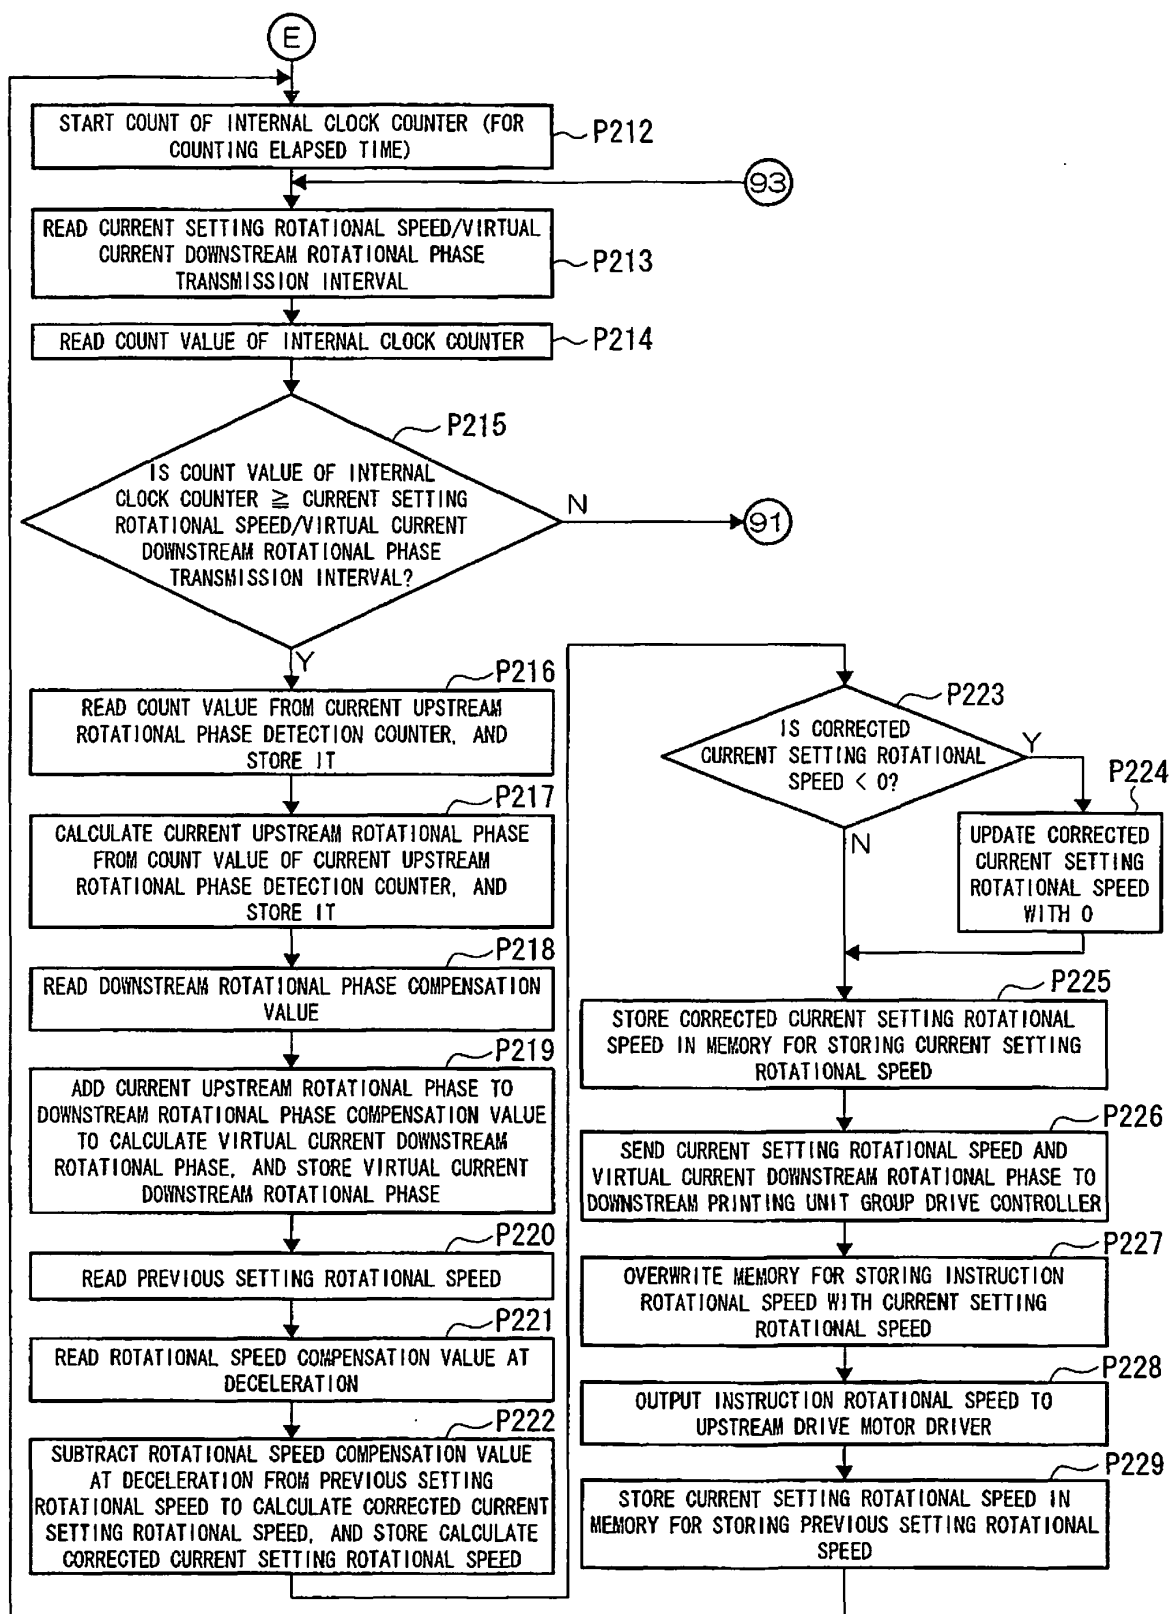 E
START COUNT OF INTERNAL CLOCK COUNTER (FOR
COUNTING ELAPSED TIME)
P212
93
READ CURRENT SETTING ROTATIONAL SPEED/VIRTUAL
CURRENT DOWNSTREAM ROTATIONAL PHASE
TRANSMISSION INTERVAL
P213
READ COUNT VALUE OF INTERNAL CLOCK COUNTER
P214
P215
IS COUNT VALUE OF INTERNAL
CLOCK COUNTER ≧ CURRENT SETTING
ROTATIONAL SPEED/VIRTUAL CURRENT
DOWNSTREAM ROTATIONAL PHASE
TRANSMISSION INTERVAL?
N
91
Y
P216
READ COUNT VALUE FROM CURRENT UPSTREAM
ROTATIONAL PHASE DETECTION COUNTER, AND
STORE IT
P217
CALCULATE CURRENT UPSTREAM ROTATIONAL PHASE
FROM COUNT VALUE OF CURRENT UPSTREAM
ROTATIONAL PHASE DETECTION COUNTER, AND
STORE IT
P218
READ DOWNSTREAM ROTATIONAL PHASE COMPENSATION
VALUE
P219
ADD CURRENT UPSTREAM ROTATIONAL PHASE TO
DOWNSTREAM ROTATIONAL PHASE COMPENSATION VALUE
TO CALCULATE VIRTUAL CURRENT DOWNSTREAM
ROTATIONAL PHASE, AND STORE VIRTUAL CURRENT
DOWNSTREAM ROTATIONAL PHASE
P220
READ PREVIOUS SETTING ROTATIONAL SPEED
P221
READ ROTATIONAL SPEED COMPENSATION VALUE AT
DECELERATION
P222
SUBTRACT ROTATIONAL SPEED COMPENSATION VALUE
AT DECELERATION FROM PREVIOUS SETTING
ROTATIONAL SPEED TO CALCULATE CORRECTED CURRENT
SETTING ROTATIONAL SPEED, AND STORE CALCULATE
CORRECTED CURRENT SETTING ROTATIONAL SPEED
P223
IS CORRECTED
CURRENT SETTING ROTATIONAL
SPEED < 0?
Y
N
P224
UPDATE CORRECTED
CURRENT SETTING
ROTATIONAL SPEED
WITH 0
P225
STORE CORRECTED CURRENT SETTING ROTATIONAL
SPEED IN MEMORY FOR STORING CURRENT SETTING
ROTATIONAL SPEED
P226
SEND CURRENT SETTING ROTATIONAL SPEED AND
VIRTUAL CURRENT DOWNSTREAM ROTATIONAL PHASE TO
DOWNSTREAM PRINTING UNIT GROUP DRIVE CONTROLLER
P227
OVERWRITE MEMORY FOR STORING INSTRUCTION
ROTATIONAL SPEED WITH CURRENT SETTING
ROTATIONAL SPEED
P228
OUTPUT INSTRUCTION ROTATIONAL SPEED TO
UPSTREAM DRIVE MOTOR DRIVER
P229
STORE CURRENT SETTING ROTATIONAL SPEED IN
MEMORY FOR STORING PREVIOUS SETTING ROTATIONAL
SPEED